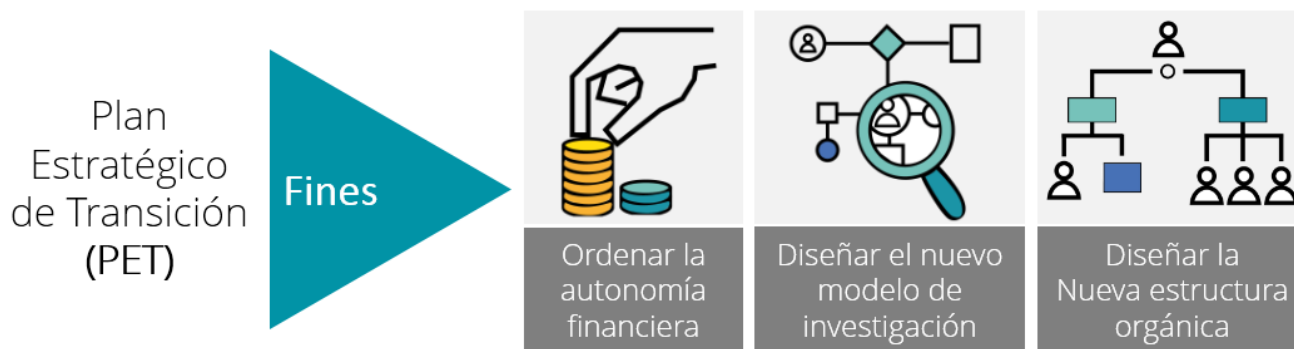 Plan
Estratégico
de Transición
(PET)
Fines
Ordenar la
autonomía
financiera
Diseñar el nuevo
modelo de
investigación
Diseñar la
Nueva estructura
orgánica